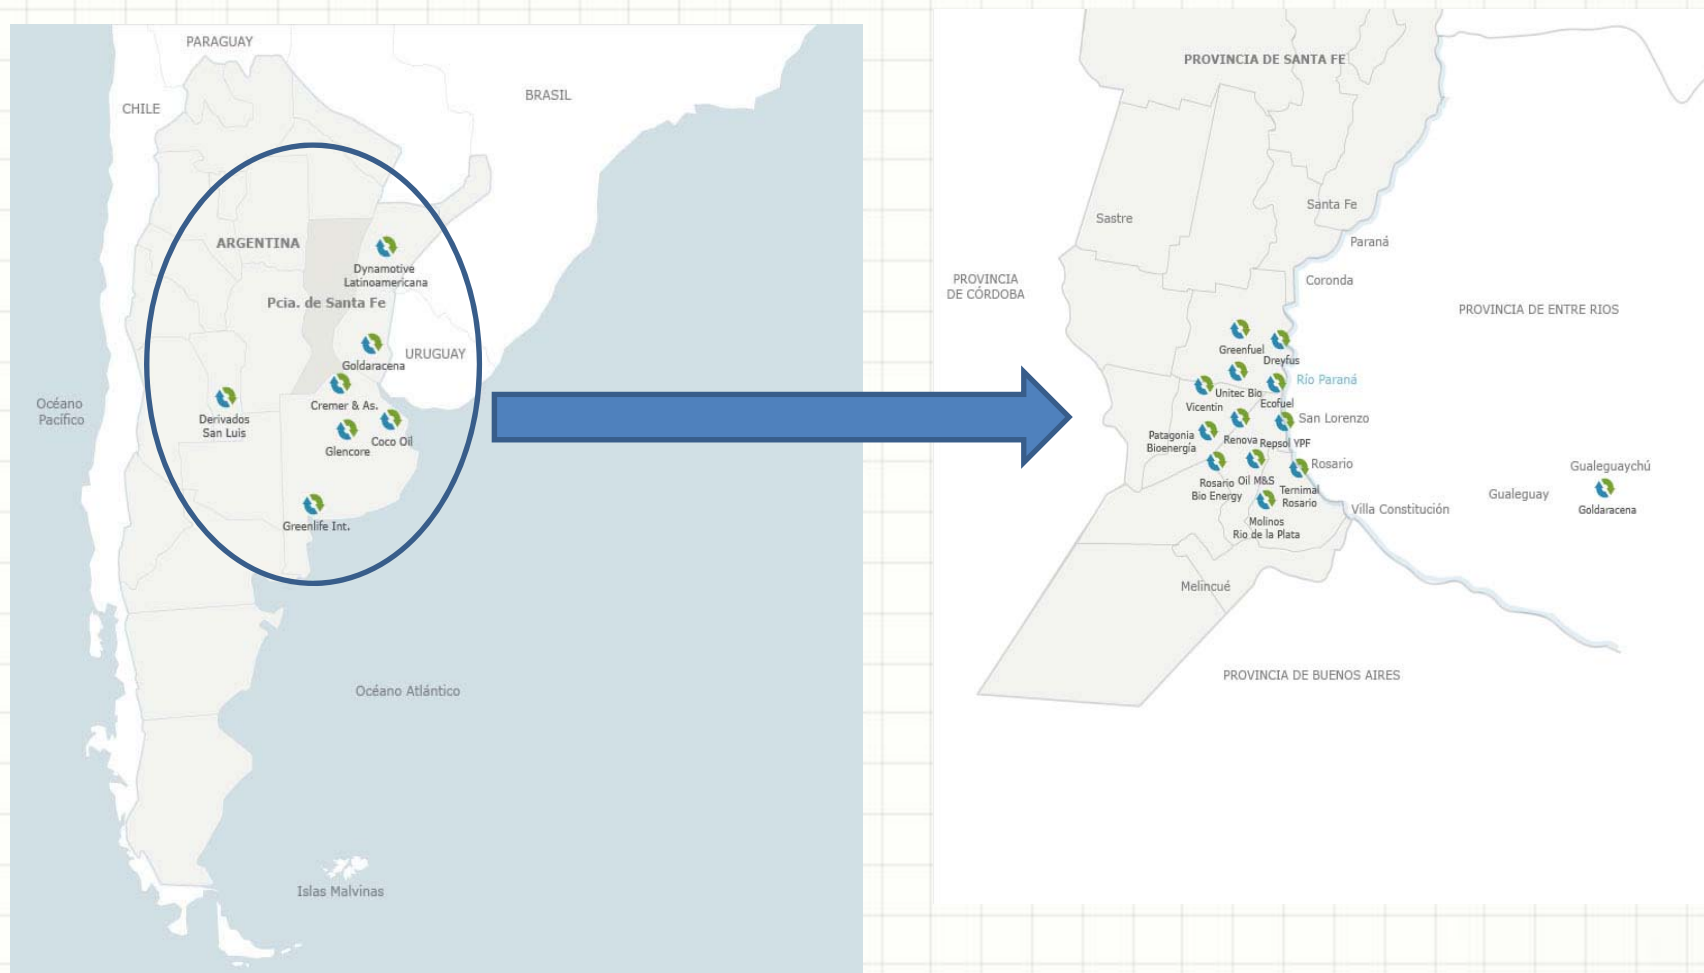 PARAGUAY
CHILE
BRASIL
ARGENTINA
Dynamotive
Latinoamericana
Pcia. de Santa Fe
URUGUAY
Goldaracena
Cremer & As.
Océano
Pacífico
Derivados
San Luis
Coco Oil
Glencore
Greenlife Int.
Océano Atlántico
Islas Malvinas
PROVINCIA DE SANTA FE
Santa Fe
Sastre
Paraná
PROVINCIA
DE CÓRDOBA
Coronda
PROVINCIA DE ENTRE RIOS
Greenfuel
Dreyfus
Río Paraná
Unitec Bio
Ecofuel
Vicentin
San Lorenzo
Patagonia
Bioenergía
Renova
Repsol YPF
Rosario
Rosario
Bio Energy
Oil M&S
Ternimal
Rosario
Gualeguaychú
Gualeguay
Goldaracena
Villa Constitución
Molinos
Rio de la Plata
Melincué
PROVINCIA DE BUENOS AIRES